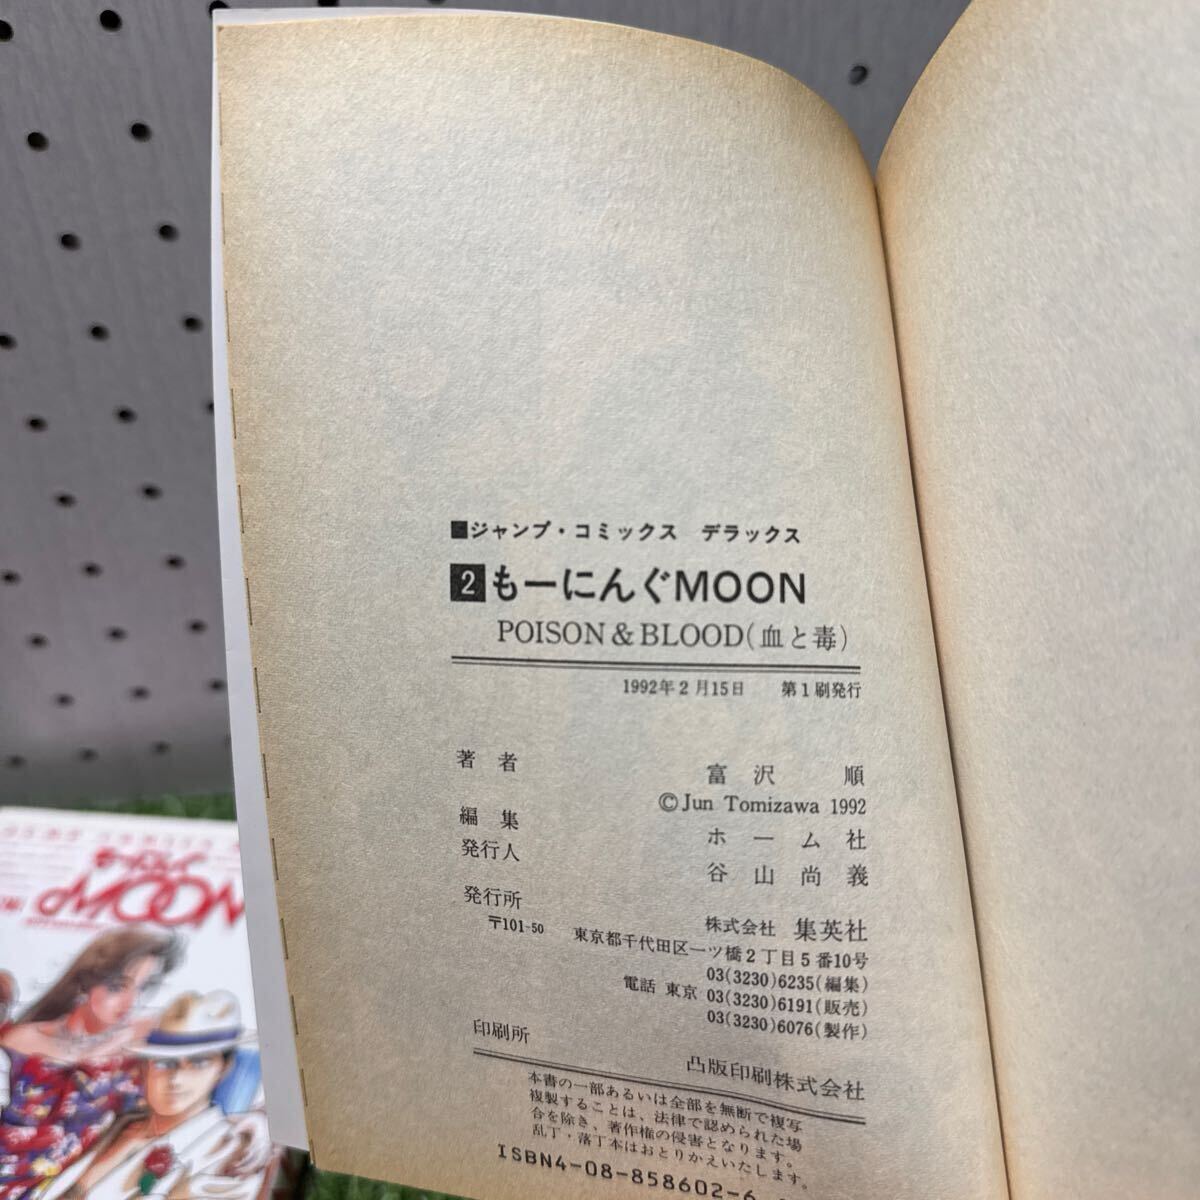 ■ジャンプ・コミックス デラックス
2 もーにんぐMOON
POISON & BLOOD(血と毒)
1992年2月15日 第1刷発行
著者 富沢 順
©Jun Tomizawa 1992
編集 ホーム社
発行人 谷山尚義
発行所 株式会社 集英社
〒101-50 東京都千代田区一ツ橋2丁目5番10号
03(3230)6235(編集)
電話 東京 03(3230)6191(販売)
03(3230)6076(製作)
印刷所 凸版印刷株式会社
本書の一部あるいは全部を無断で複写
複製することは、法律で認められた場
合を除き、著作権の侵害となります。
乱丁・落丁本はおとりかえいたします。
ISBN4-08-858602-6
MOON